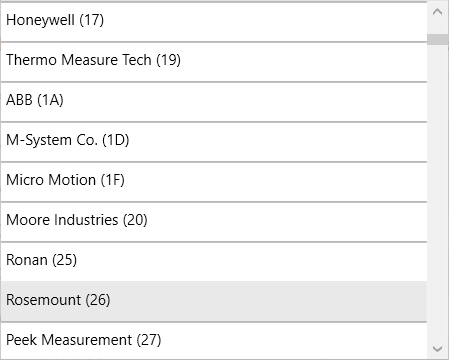 Honeywell (17)
Thermo Measure Tech (19)
ABB (1A)
M-System Co. (1D)
Micro Motion (1F)
Moore Industries (20)
Ronan (25)
Rosemount (26)
Peek Measurement (27)